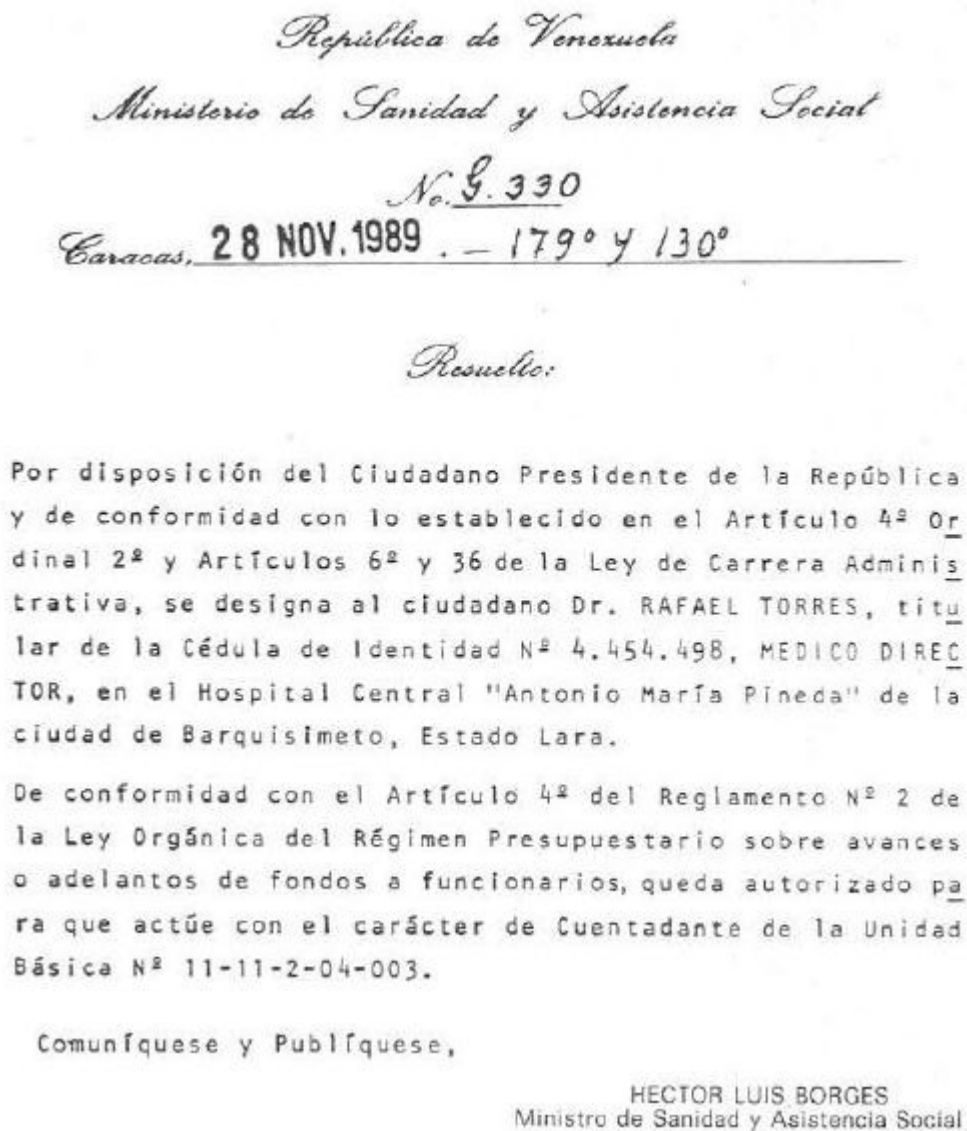 República de Venezuela
Ministerio de Sanidad y Asistencia Social
No. G. 330
Caracas, 28 NOV. 1989 . - 179° y 130°
Resuelto:
Por disposición del Ciudadano Presidente de la República
y de conformidad con lo establecido en el Artículo 4º Or
dinal 2º y Artículos 6º y 36 de la Ley de Carrera Adminis
trativa, se designa al ciudadano Dr. RAFAEL TORRES, titu
lar de la Cédula de Identidad Nº 4.454.498, MEDICO DIREC
TOR, en el Hospital Central "Antonio María Pineda" de la
ciudad de Barquisimeto, Estado Lara.
De conformidad con el Artículo 4º del Reglamento Nº 2 de
la Ley Orgánica del Régimen Presupuestario sobre avances
o adelantos de fondos a funcionarios, queda autorizado pa
ra que actúe con el carácter de Cuentadante de la Unidad
Básica Nº 11-11-2-04-003.
Comuníquese y Publíquese,
HECTOR LUIS BORGES
Ministro de Sanidad y Asistencia Social